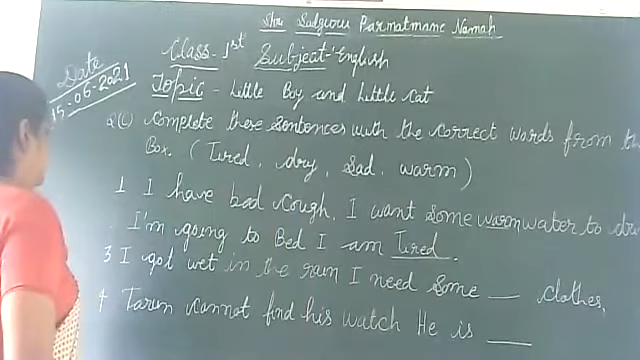 Shri Sadguru Parmatmane Namah
Class-1st Subject-English
Date
15-06-2021
Topic - Little Boy and Little Cat
Q(C) Complete these sentences with the correct words from the
Box. (Tired, dry, Sad, warm)
1 I have bad cough, I want some warm water to
I'm going to Bed I am Tired.
3 I got wet in the rain I need some __ clothes,
4 Tarun cannot find his watch He is ___